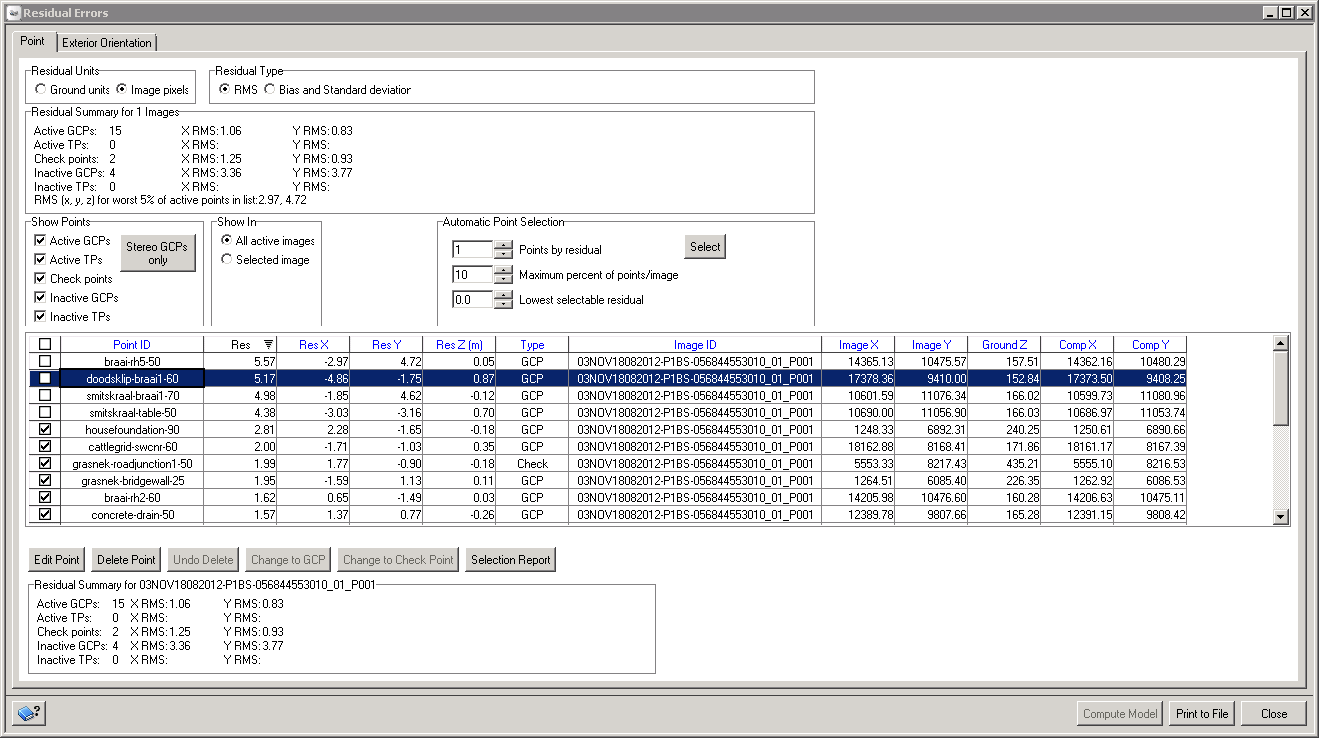 Residual Errors
Point Exterior Orientation
Residual Units Residual Type
Ground units Image pixels RMS Bias and Standard deviation
Residual Summary for 1 Images
Active GCPs: 15 X RMS: 1.06 Y RMS: 0.83
Active TPs: 0 X RMS: Y RMS:
Check points: 2 X RMS: 1.25 Y RMS: 0.93
Inactive GCPs: 4 X RMS: 3.36 Y RMS: 3.77
Inactive TPs: 0 X RMS: Y RMS:
RMS (x, y, z) for worst 5% of active points in list: 2.97, 4.72
Show Points Show In Automatic Point Selection
Active GCPs Stereo GCPs only All active images 1 Points by residual Select
Active TPs Selected image 10 Maximum percent of points/image
Check points 0.0 Lowest selectable residual
Inactive GCPs
Inactive TPs
Point ID Res Res X Res Y Res Z (m) Type Image ID Image X Image Y Ground Z Comp X Comp Y
braai-rh5-50 5.57 -2.97 4.72 0.05 GCP 03NOV18082012-P1BS-056844553010_01_P001 14365.13 10475.57 157.51 14362.16 10480.29
doodsklip-braai1-60 5.17 -4.86 -1.75 0.87 GCP 03NOV18082012-P1BS-056844553010_01_P001 17378.36 9410.00 152.84 17373.50 9408.25
smitskraal-braai1-70 4.98 -1.85 4.62 -0.12 GCP 03NOV18082012-P1BS-056844553010_01_P001 10601.59 11076.34 166.02 10599.73 11080.96
smitskraal-table-50 4.38 -3.03 -3.16 0.70 GCP 03NOV18082012-P1BS-056844553010_01_P001 10690.00 11056.90 166.03 10686.97 11053.74
housefoundation-90 2.81 2.28 -1.65 -0.18 GCP 03NOV18082012-P1BS-056844553010_01_P001 1248.33 6892.31 240.25 1250.61 6890.66
cattlegrid-swcnr-60 2.00 -1.71 -1.03 0.35 GCP 03NOV18082012-P1BS-056844553010_01_P001 18162.88 8168.41 171.86 18161.17 8167.39
grasnek-roadjunction1-50 1.99 1.77 -0.90 -0.18 Check 03NOV18082012-P1BS-056844553010_01_P001 5553.33 8217.43 435.21 5555.10 8216.53
grasnek-bridgewall-25 1.95 -1.59 1.13 0.11 GCP 03NOV18082012-P1BS-056844553010_01_P001 1264.51 6085.40 226.35 1262.92 6086.53
braai-rh2-60 1.62 0.65 -1.49 0.03 GCP 03NOV18082012-P1BS-056844553010_01_P001 14205.98 10476.60 160.28 14206.63 10475.11
concrete-drain-50 1.57 1.37 0.77 -0.26 GCP 03NOV18082012-P1BS-056844553010_01_P001 12389.78 9807.66 165.28 12391.15 9808.42
Edit Point Delete Point Undo Delete Change to GCP Change to Check Point Selection Report
Residual Summary for 03NOV18082012-P1BS-056844553010_01_P001
Active GCPs: 15 X RMS: 1.06 Y RMS: 0.83
Active TPs: 0 X RMS: Y RMS:
Check points: 2 X RMS: 1.25 Y RMS: 0.93
Inactive GCPs: 4 X RMS: 3.36 Y RMS: 3.77
Inactive TPs: 0 X RMS: Y RMS:
? Compute Model Print to File Close